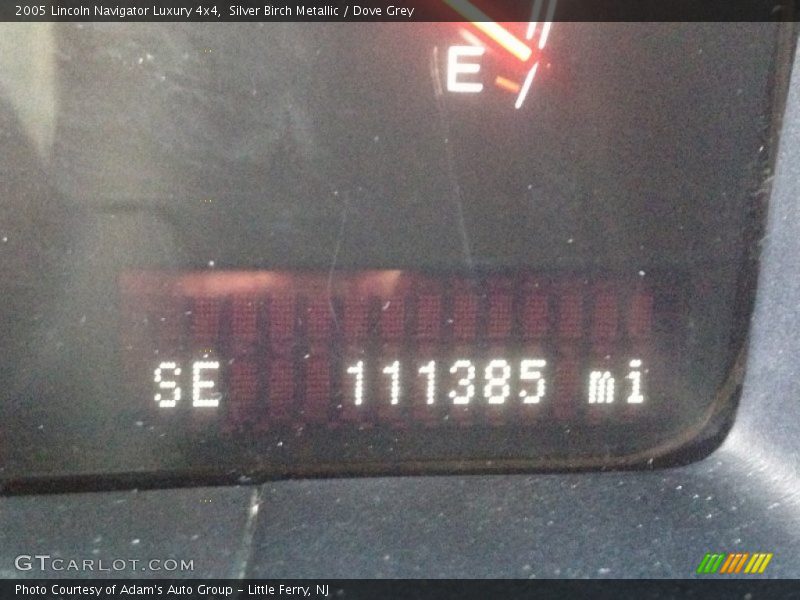 2005 Lincoln Navigator Luxury 4x4, Silver Birch Metallic / Dove Grey
E
SE 111385 mi
GTCARLOT.COM
Photo Courtesy of Adam's Auto Group - Little Ferry, NJ